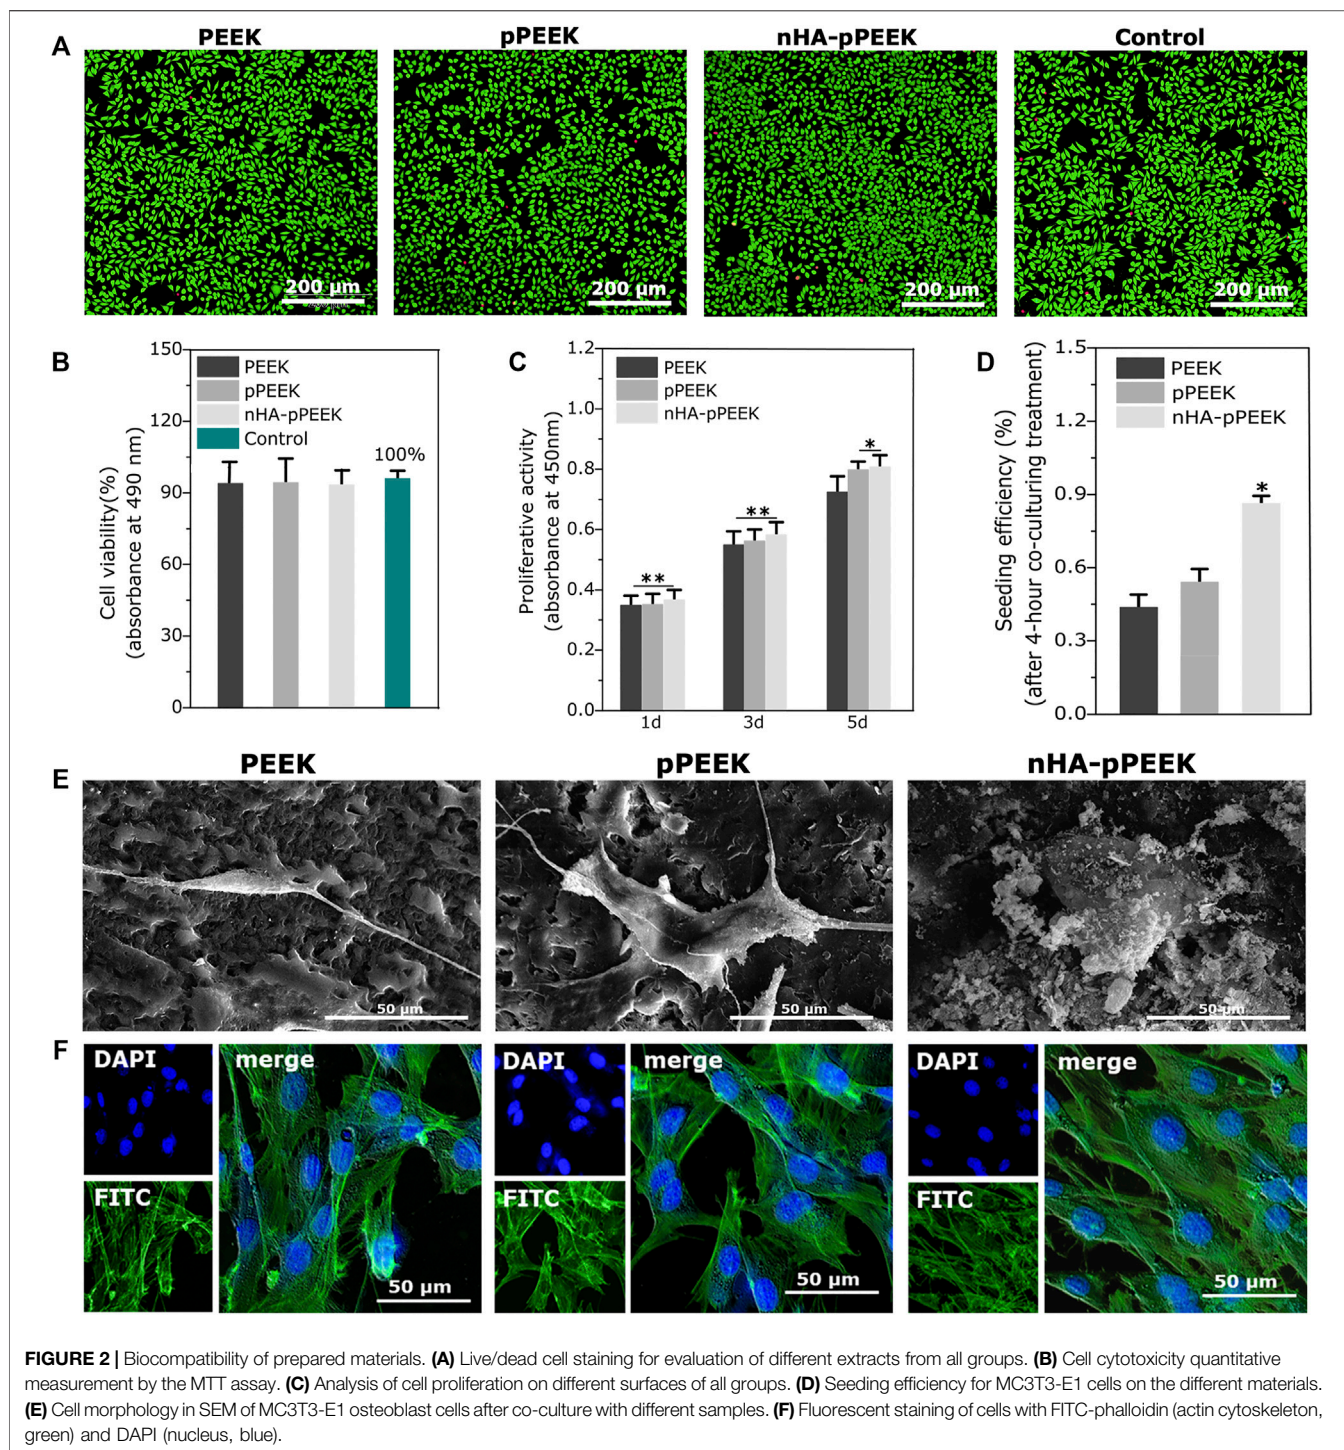 PEEK
pPEEK
nHA-pPEEK
Control
A
200 µm
200 µm
200 µm
200 µm
B
150
120
90
60
30
0
Cell viability(%)
(absorbance at 490 nm)
PEEK
pPEEK
nHA-pPEEK
Control
100%
C
1.2
1.0
0.8
0.6
0.4
0.2
0.0
Proliferative activity
(absorbance at 450nm)
PEEK
pPEEK
nHA-pPEEK
**
**
*
1d
3d
5d
D
1.5
1.2
0.9
0.6
0.3
0.0
Seeding efficiency (%)
(after 4-hour co-culturing treatment)
PEEK
pPEEK
nHA-pPEEK
*
E
PEEK
pPEEK
nHA-pPEEK
50 µm
50 µm
50 µm
F
DAPI
FITC
merge
50 µm
DAPI
FITC
merge
50 µm
DAPI
FITC
merge
50 µm
FIGURE 2 | Biocompatibility of prepared materials. (A) Live/dead cell staining for evaluation of different extracts from all groups. (B) Cell cytotoxicity quantitative
measurement by the MTT assay. (C) Analysis of cell proliferation on different surfaces of all groups. (D) Seeding efficiency for MC3T3-E1 cells on the different materials.
(E) Cell morphology in SEM of MC3T3-E1 osteoblast cells after co-culture with different samples. (F) Fluorescent staining of cells with FITC-phalloidin (actin cytoskeleton,
green) and DAPI (nucleus, blue).